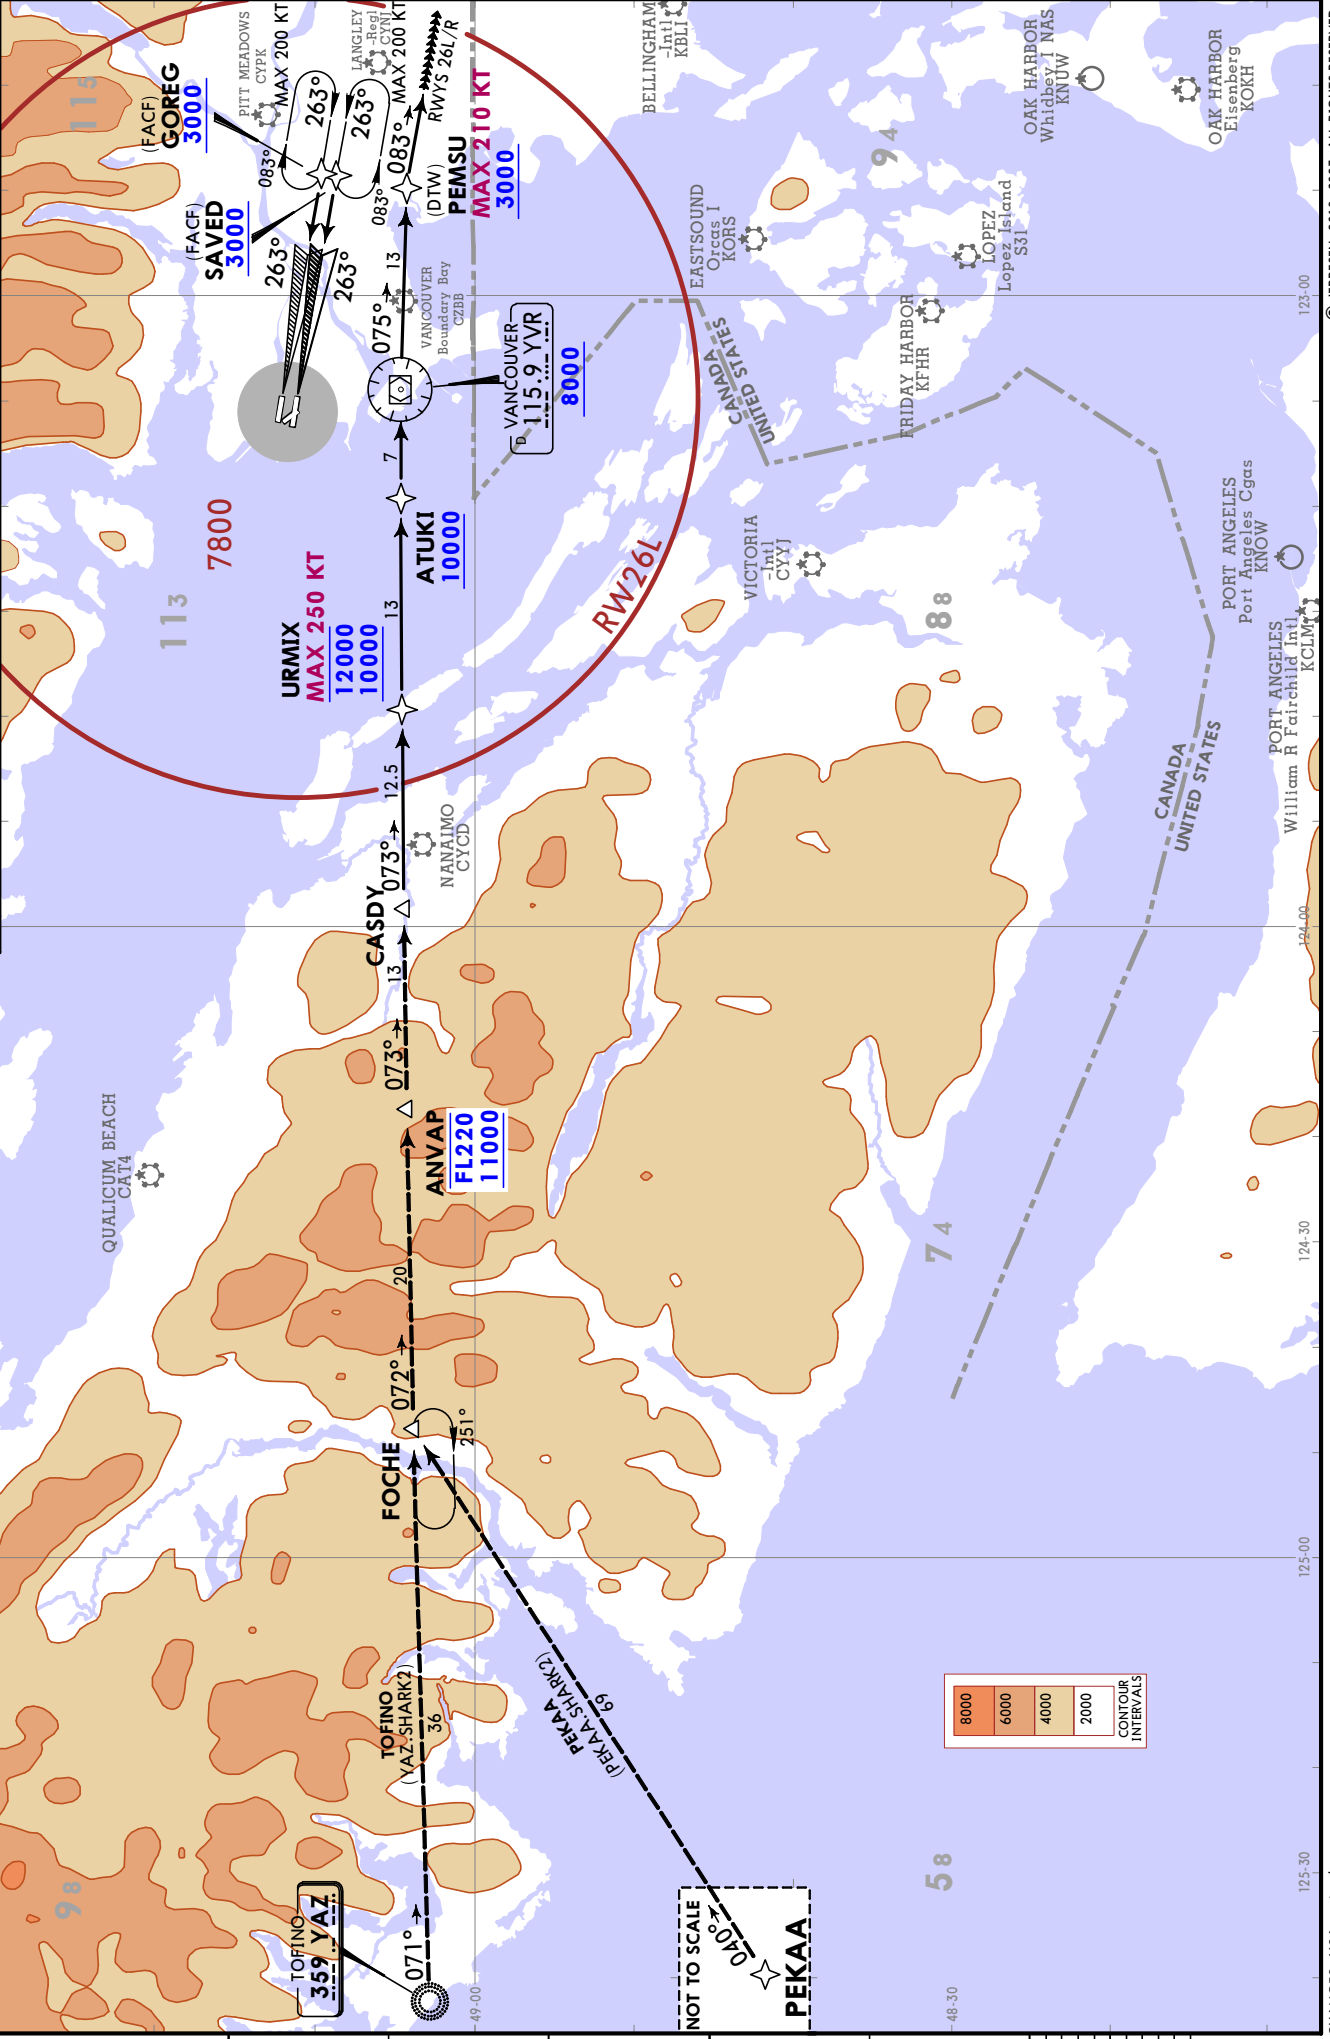 115
(FACF)
GOREG
3000
PITT MEADOWS
CYPK
MAX 200 KT
LANGLEY
-Regl
CYNJ
MAX 200 KT
RWYS 26L/R
083°
263°
263°
083°
083°
(FACF)
SAVED
3000
263°
263°
(DTW)
PEMSU
MAX 210 KT
3000
13
075°
VANCOUVER
Boundary Bay
CZBB
D
VANCOUVER
115.9 YVR
8000
BELLINGHAM
-Intl
KBLI
OAK HARBOR
Whidbey I NAS
KNUW
OAK HARBOR
Eisenberg
KOKH
94
EASTSOUND
Orcas I
KORS
LOPEZ
Lopez Island
S31
FRIDAY HARBOR
KFHR
123-00
CANADA
UNITED STATES
7
ATUKI
10000
7800
113
13
URMIX
MAX 250 KT
12000
10000
RW26L
VICTORIA
-Intl
CYYJ
88
PORT ANGELES
Port Angeles Cgas
KNOW
PORT ANGELES
William R Fairchild Intl
KCLM
CANADA
UNITED STATES
12.5
073°
NANAIMO
CYCD
CASDY
124-00
13
073°
ANVAP
FL220
11000
QUALICUM BEACH
CAT4
20
072°
74
124-30
FOCHE
251°
125-00
TOFINO
(YAZ.SHARK2)
36
PEKAA
(PEKAA.SHARK2)
69
8000
6000
4000
2000
CONTOUR
INTERVALS
98
TOFINO
359 YAZ
071°
58
125-30
NOT TO SCALE
040°
PEKAA
49-00
48-30